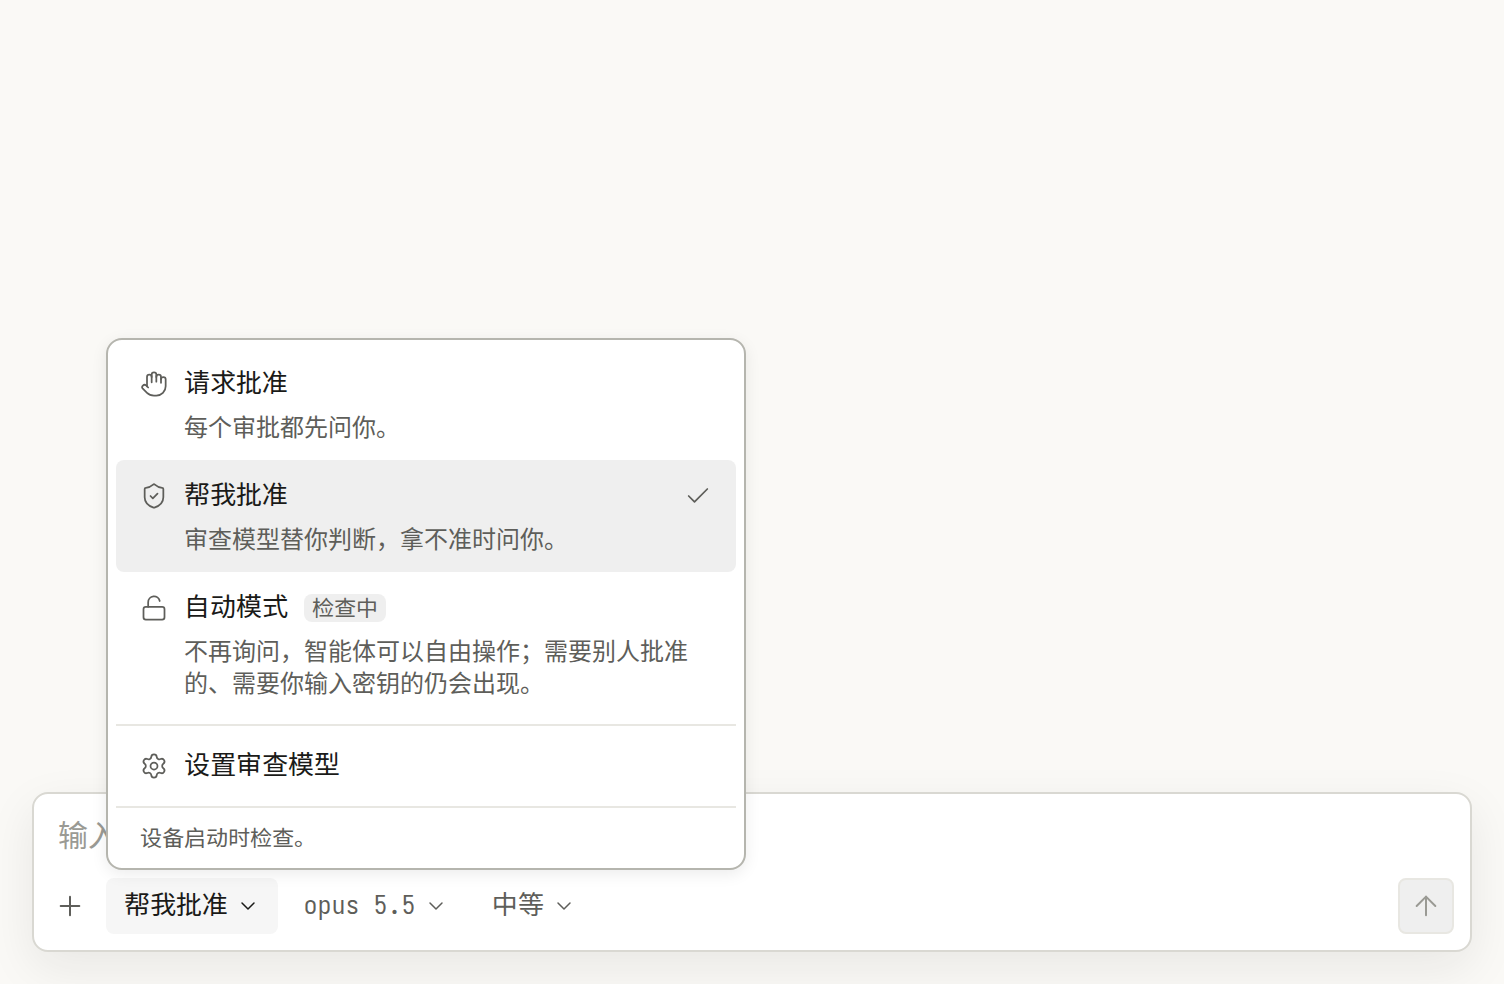 请求批准
每个审批都先问你。
帮我批准
审查模型替你判断，拿不准时问你。
自动模式 检查中
不再询问，智能体可以自由操作；需要别人批准
的、需要你输入密钥的仍会出现。
设置审查模型
设备启动时检查。
输入
帮我批准 opus 5.5 中等